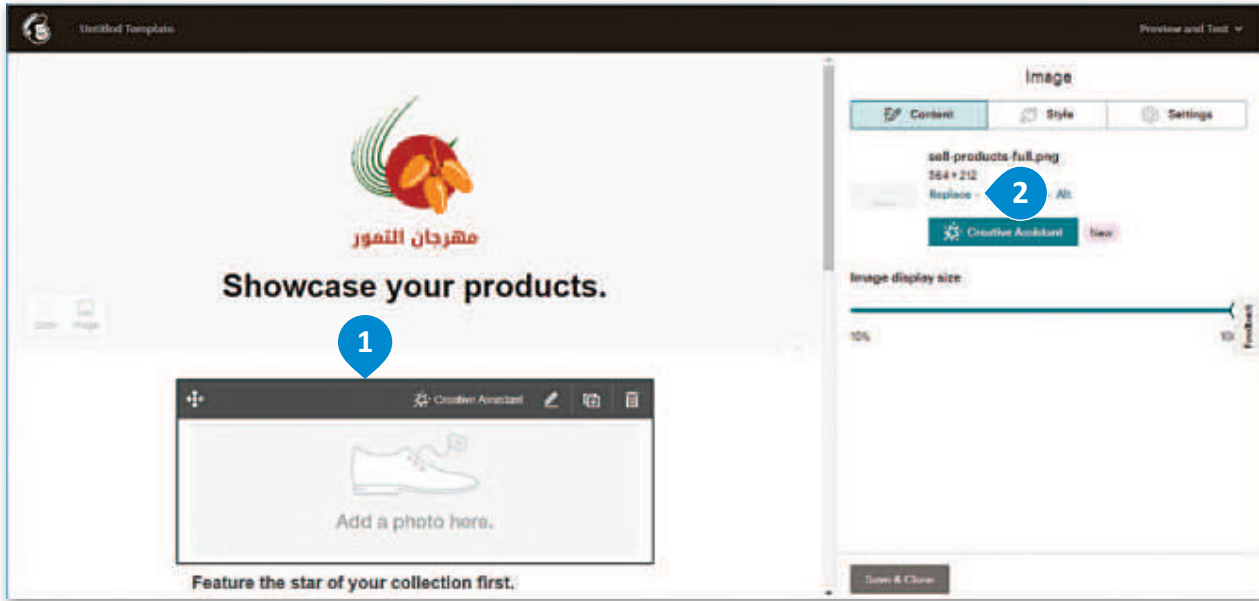 Untitled Template
Preview and Test
مهرجان التمور
Showcase your products.
Image
1
Creative Assistant
Add a photo here.
Feature the star of your collection first.
Image
Content
Style
Settings
sell-products-full.png
564 × 212
Replace
2
Alt
Creative Assistant
New
Image display size
10%
Feedback
Save & Close